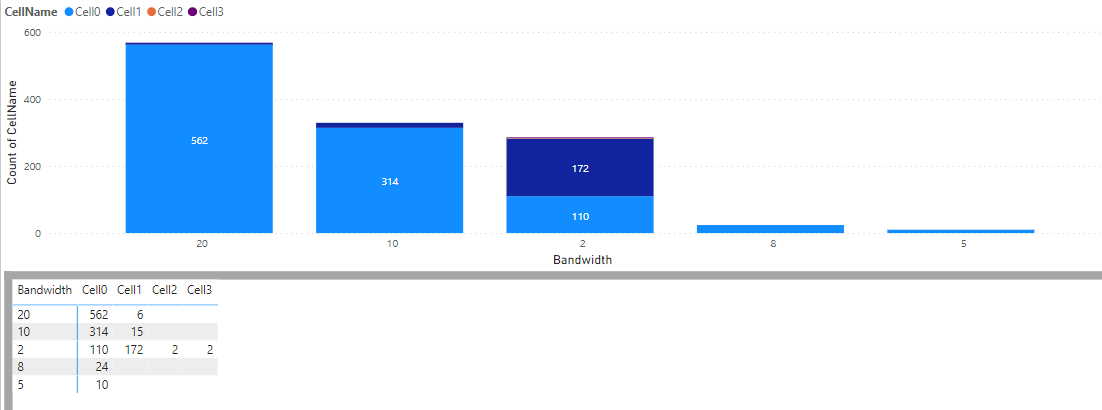 CellName Cell0 Cell1 Cell2 Cell3
Count of CellName
600
400
200
0
562
314
172
110
20 10 2 8 5
Bandwidth
Bandwidth Cell0 Cell1 Cell2 Cell3
20 562 6
10 314 15
2 110 172 2 2
8 24
5 10